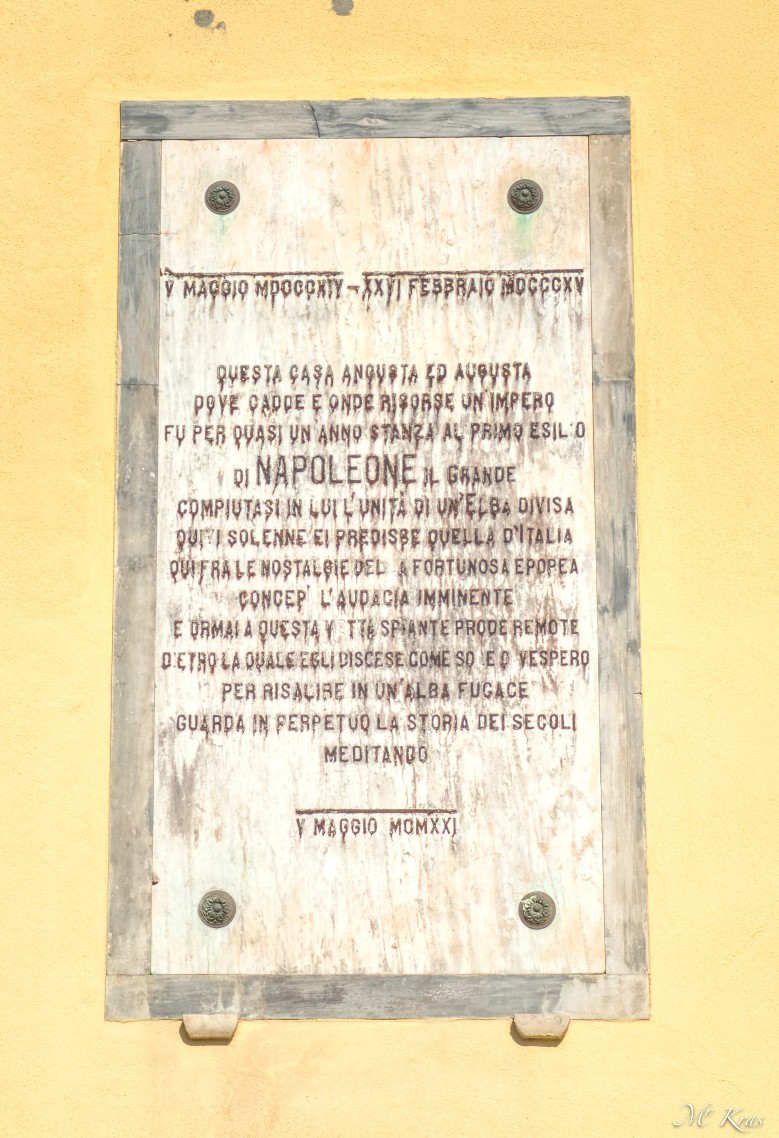 V MAGGIO MDCCCXIV - XXVI FEBBRAIO MDCCCXV
QUESTA CASA ANGUSTA ED AUGUSTA
DOVE CADDE E ONDE RISORSE UN'IMPERO
FU PER QUASI UN'ANNO STANZA AL PRIMO ESILIO
DI NAPOLEONE IL GRANDE
COMPIUTASI IN LUI L'UNITÀ DI UN'ELBA DIVISA
QUIVI SOLENNE EI PREDISSE QUELLA D'ITALIA
QUI FRA LE NOSTALGIE DELLA FORTUNOSA EPOPEA
CONCEPÌ L'AUDACIA IMMINENTE
E ORMAI A QUESTA VETTA SPIANTE PRODE REMOTE
DIETRO LA QUALE EGLI DISCESE COME SOLE O VESPERO
PER RISALIRE IN UN'ALBA FUGACE
GUARDA IN PERPETUO LA STORIA DEI SECOLI
MEDITANDO
V MAGGIO MCMXXI
Mr Kras